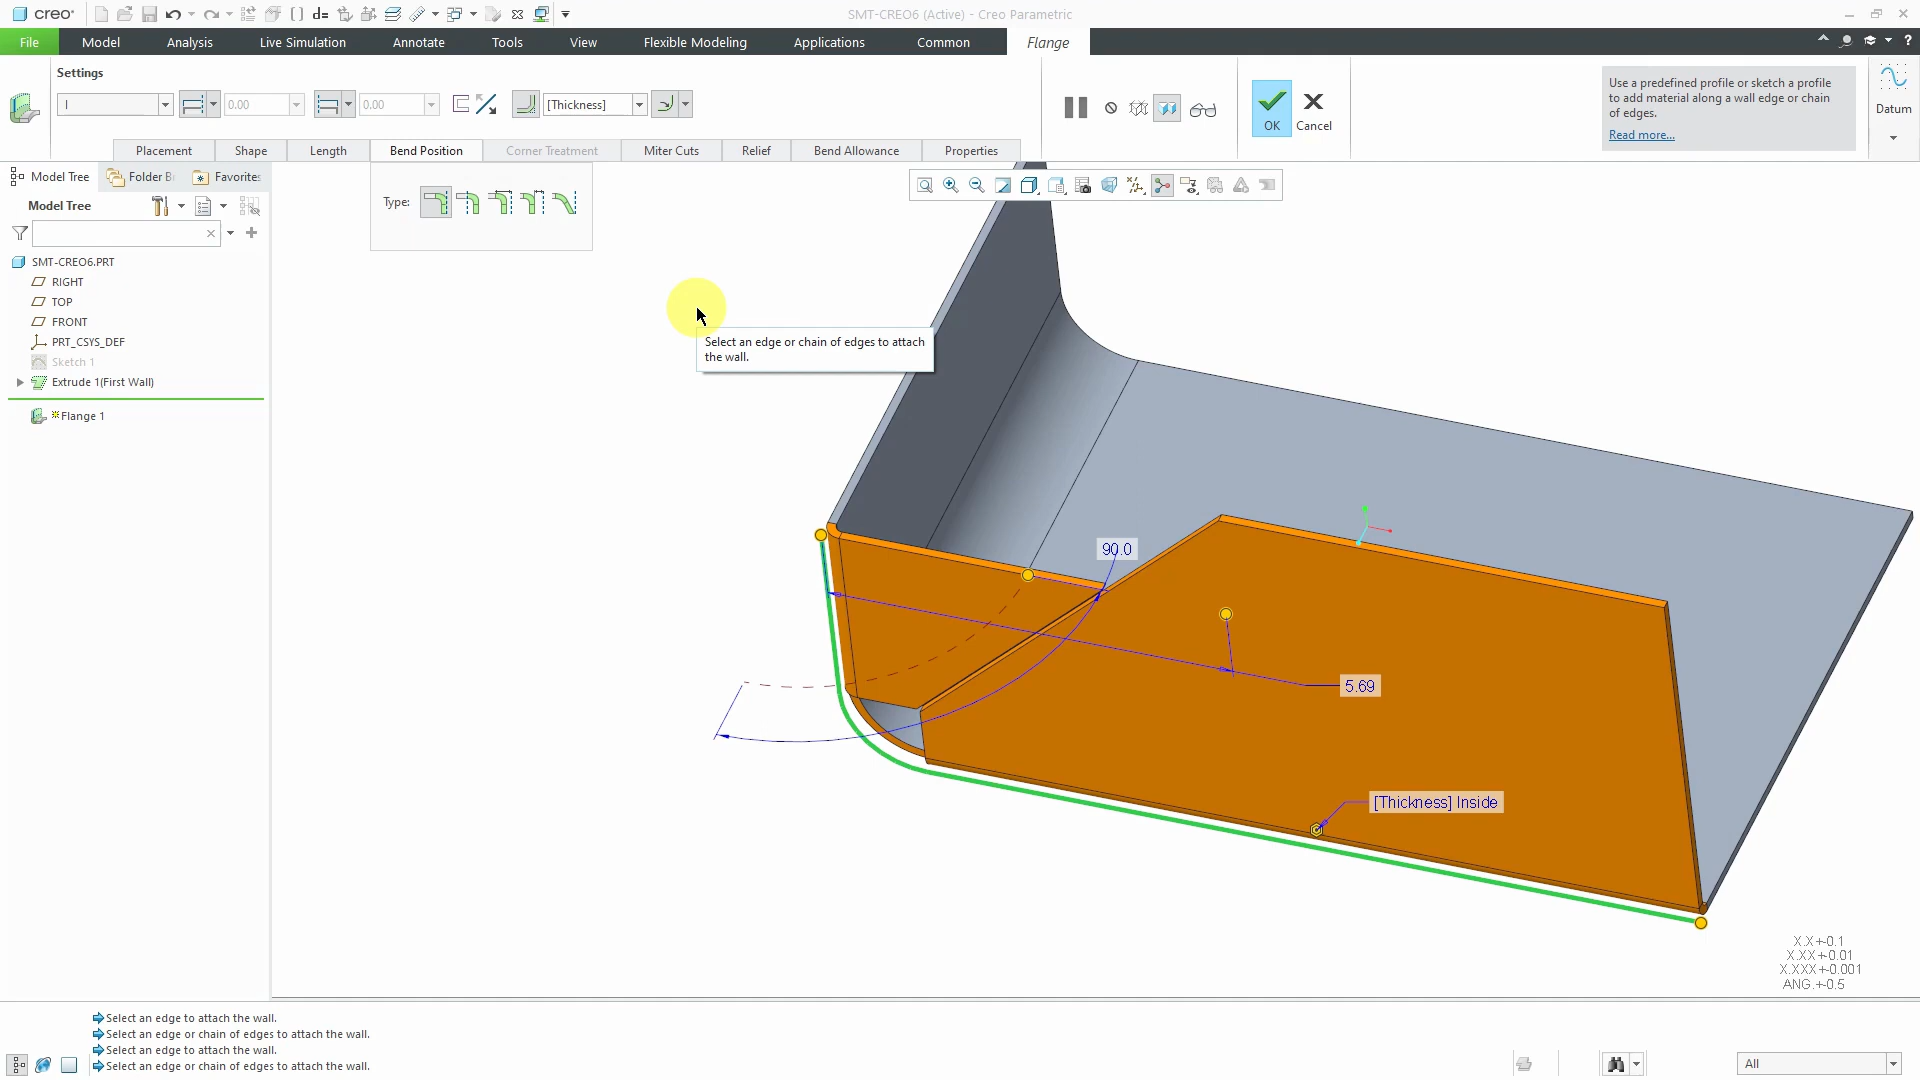 creo
SMT-CREO6 (Active) - Creo Parametric
File
Model
Analysis
Live Simulation
Annotate
Tools
View
Flexible Modeling
Applications
Common
Flange
Settings
I
0.00
0.00
[Thickness]
OK
Cancel
Use a predefined profile or sketch a profile
to add material along a wall edge or chain
of edges.
Read more...
Datum
Placement
Shape
Length
Bend Position
Corner Treatment
Miter Cuts
Relief
Bend Allowance
Properties
Model Tree
Folder B
Favorites
Type:
Model Tree
SMT-CREO6.PRT
RIGHT
TOP
FRONT
PRT_CSYS_DEF
Sketch 1
Extrude 1(First Wall)
Flange 1
Select an edge or chain of edges to attach
the wall.
90.0
5.69
[Thickness] Inside
X.X+-0.1
X.XX+-0.01
X.XXX+-0.001
ANG.+-0.5
Select an edge to attach the wall.
Select an edge or chain of edges to attach the wall.
Select an edge to attach the wall.
Select an edge or chain of edges to attach the wall.
All